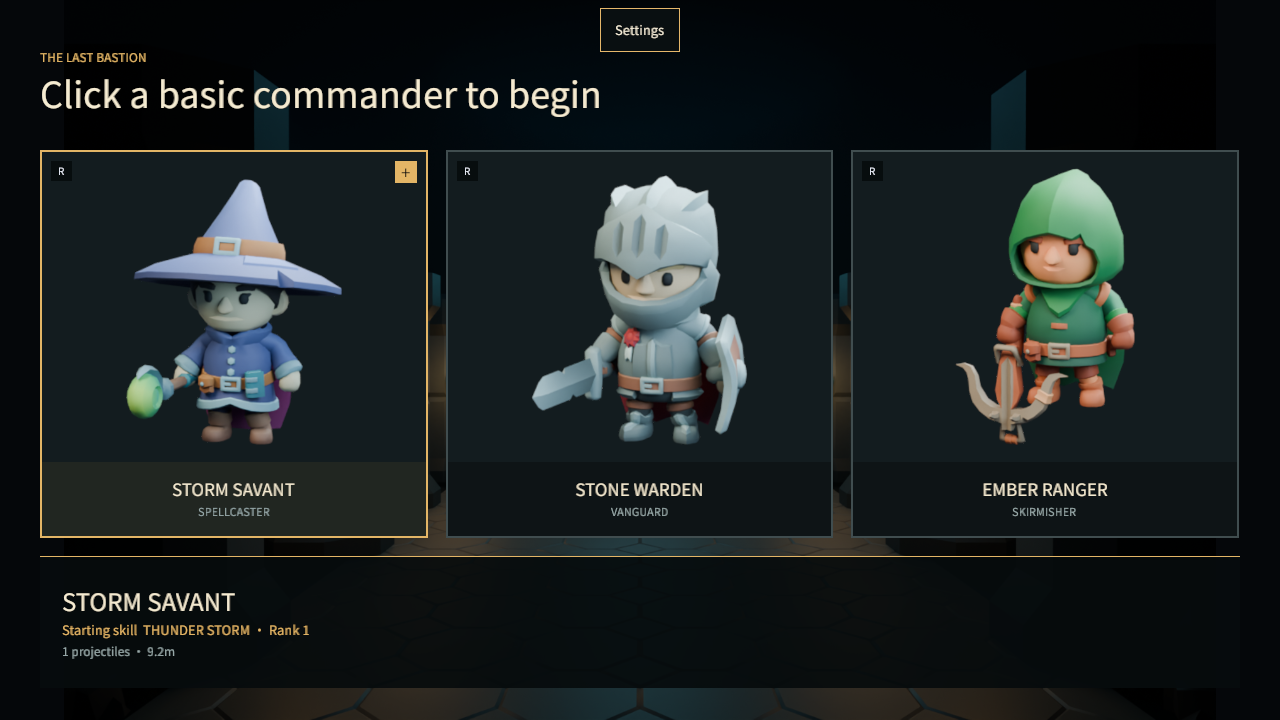 Settings
THE LAST BASTION
Click a basic commander to begin
R
+
R
R
STORM SAVANT
SPELLCASTER
STONE WARDEN
VANGUARD
EMBER RANGER
SKIRMISHER
STORM SAVANT
Starting skill THUNDER STORM • Rank 1
1 projectiles • 9.2m